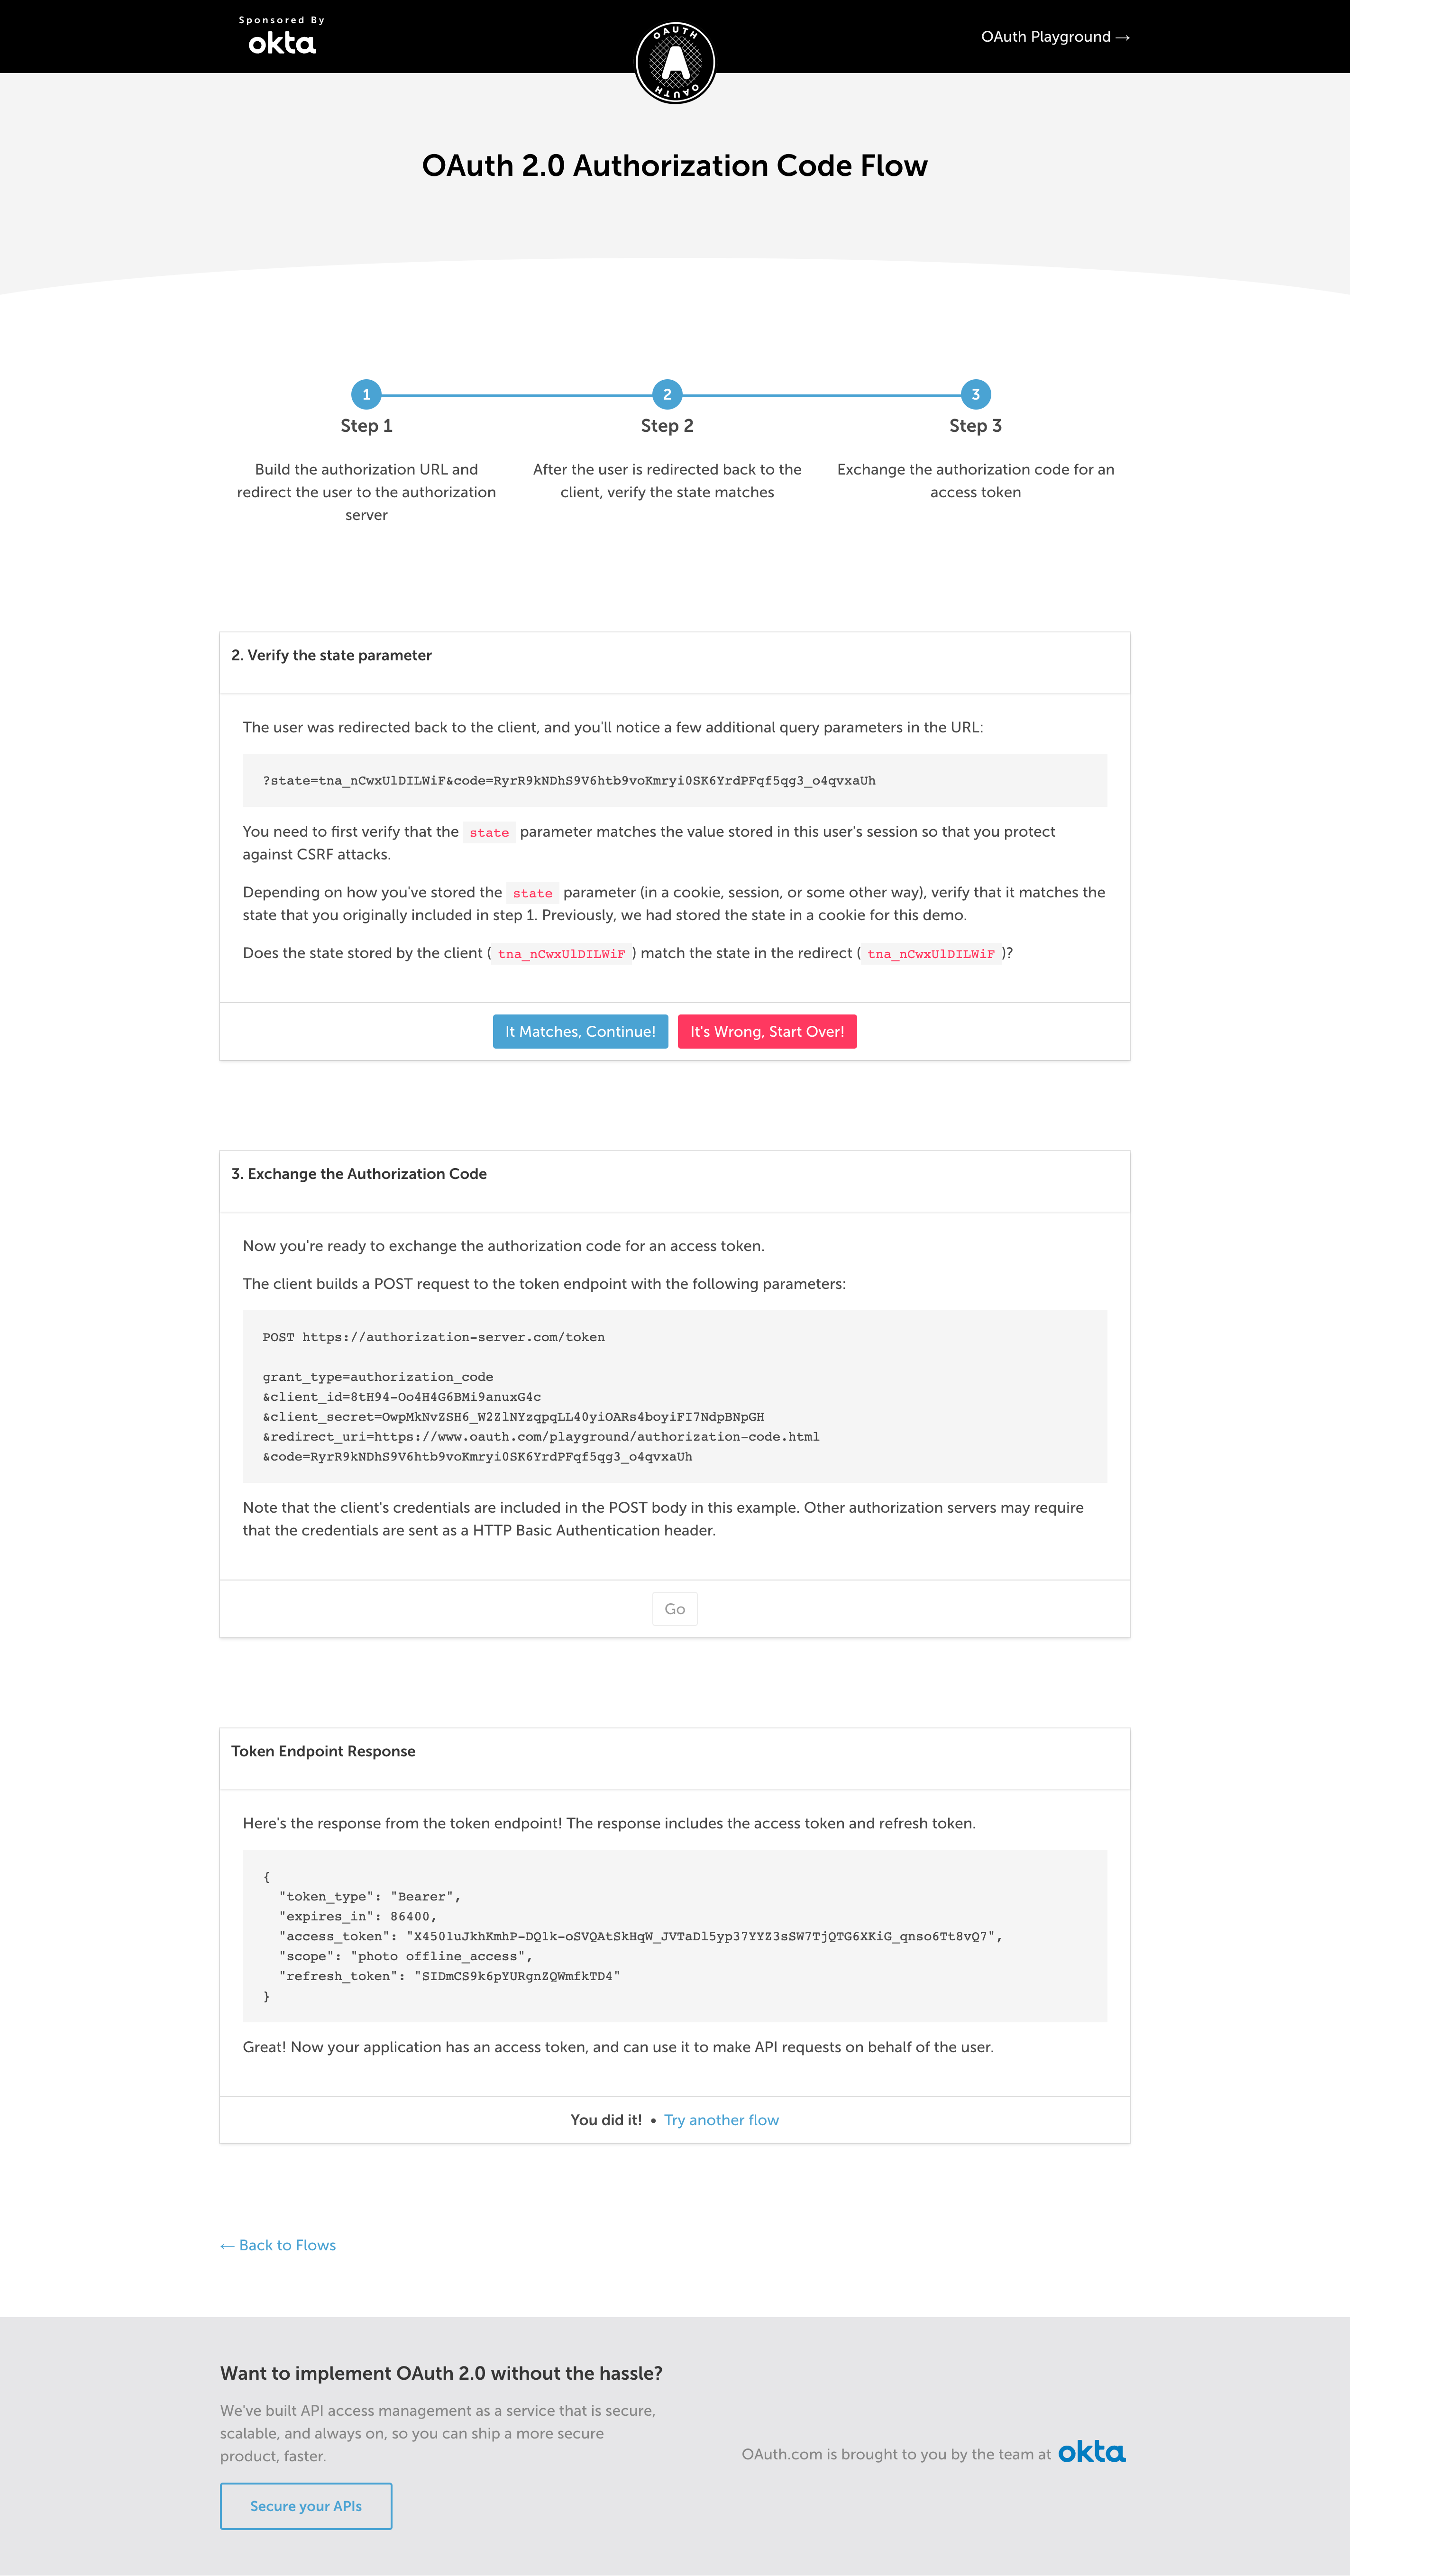 Sponsored By
okta
OAuth Playground →
OAUTH
A
OAUTH
OAuth 2.0 Authorization Code Flow
1
Step 1
Build the authorization URL and
redirect the user to the authorization
server
2
Step 2
After the user is redirected back to the
client, verify the state matches
3
Step 3
Exchange the authorization code for an
access token
2. Verify the state parameter
The user was redirected back to the client, and you'll notice a few additional query parameters in the URL:
?state=tna_nCwxUlDILWiF&code=RyrR9kNDhS9V6htb9voKmryi0SK6YrdPFqf5qg3_o4qvxaUh
You need to first verify that the state parameter matches the value stored in this user's session so that you protect
against CSRF attacks.
Depending on how you've stored the state parameter (in a cookie, session, or some other way), verify that it matches the
state that you originally included in step 1. Previously, we had stored the state in a cookie for this demo.
Does the state stored by the client ( tna_nCwxUlDILWiF ) match the state in the redirect ( tna_nCwxUlDILWiF )?
It Matches, Continue! It's Wrong, Start Over!
3. Exchange the Authorization Code
Now you're ready to exchange the authorization code for an access token.
The client builds a POST request to the token endpoint with the following parameters:
POST https://authorization-server.com/token
grant_type=authorization_code
&client_id=8tH94-Oo4H4G6BMi9anuxG4c
&client_secret=OwpMkNvZSH6_W2ZlNYzqpqLL40yiOARs4boyiFI7NdpBNpGH
&redirect_uri=https://www.oauth.com/playground/authorization-code.html
&code=RyrR9kNDhS9V6htb9voKmryi0SK6YrdPFqf5qg3_o4qvxaUh
Note that the client's credentials are included in the POST body in this example. Other authorization servers may require
that the credentials are sent as a HTTP Basic Authentication header.
Go
Token Endpoint Response
Here's the response from the token endpoint! The response includes the access token and refresh token.
{
"token_type": "Bearer",
"expires_in": 86400,
"access_token": "X4501uJkhKmhP-DQ1k-oSVQAtSkHqW_JVTaDl5yp37YYZ3sSW7TjQTG6XKiG_qnso6Tt8vQ7",
"scope": "photo offline_access",
"refresh_token": "SIDmCS9k6pYURgnZQWmfkTD4"
}
Great! Now your application has an access token, and can use it to make API requests on behalf of the user.
You did it! • Try another flow
← Back to Flows
Want to implement OAuth 2.0 without the hassle?
We've built API access management as a service that is secure,
scalable, and always on, so you can ship a more secure
product, faster.
Secure your APIs
OAuth.com is brought to you by the team at okta